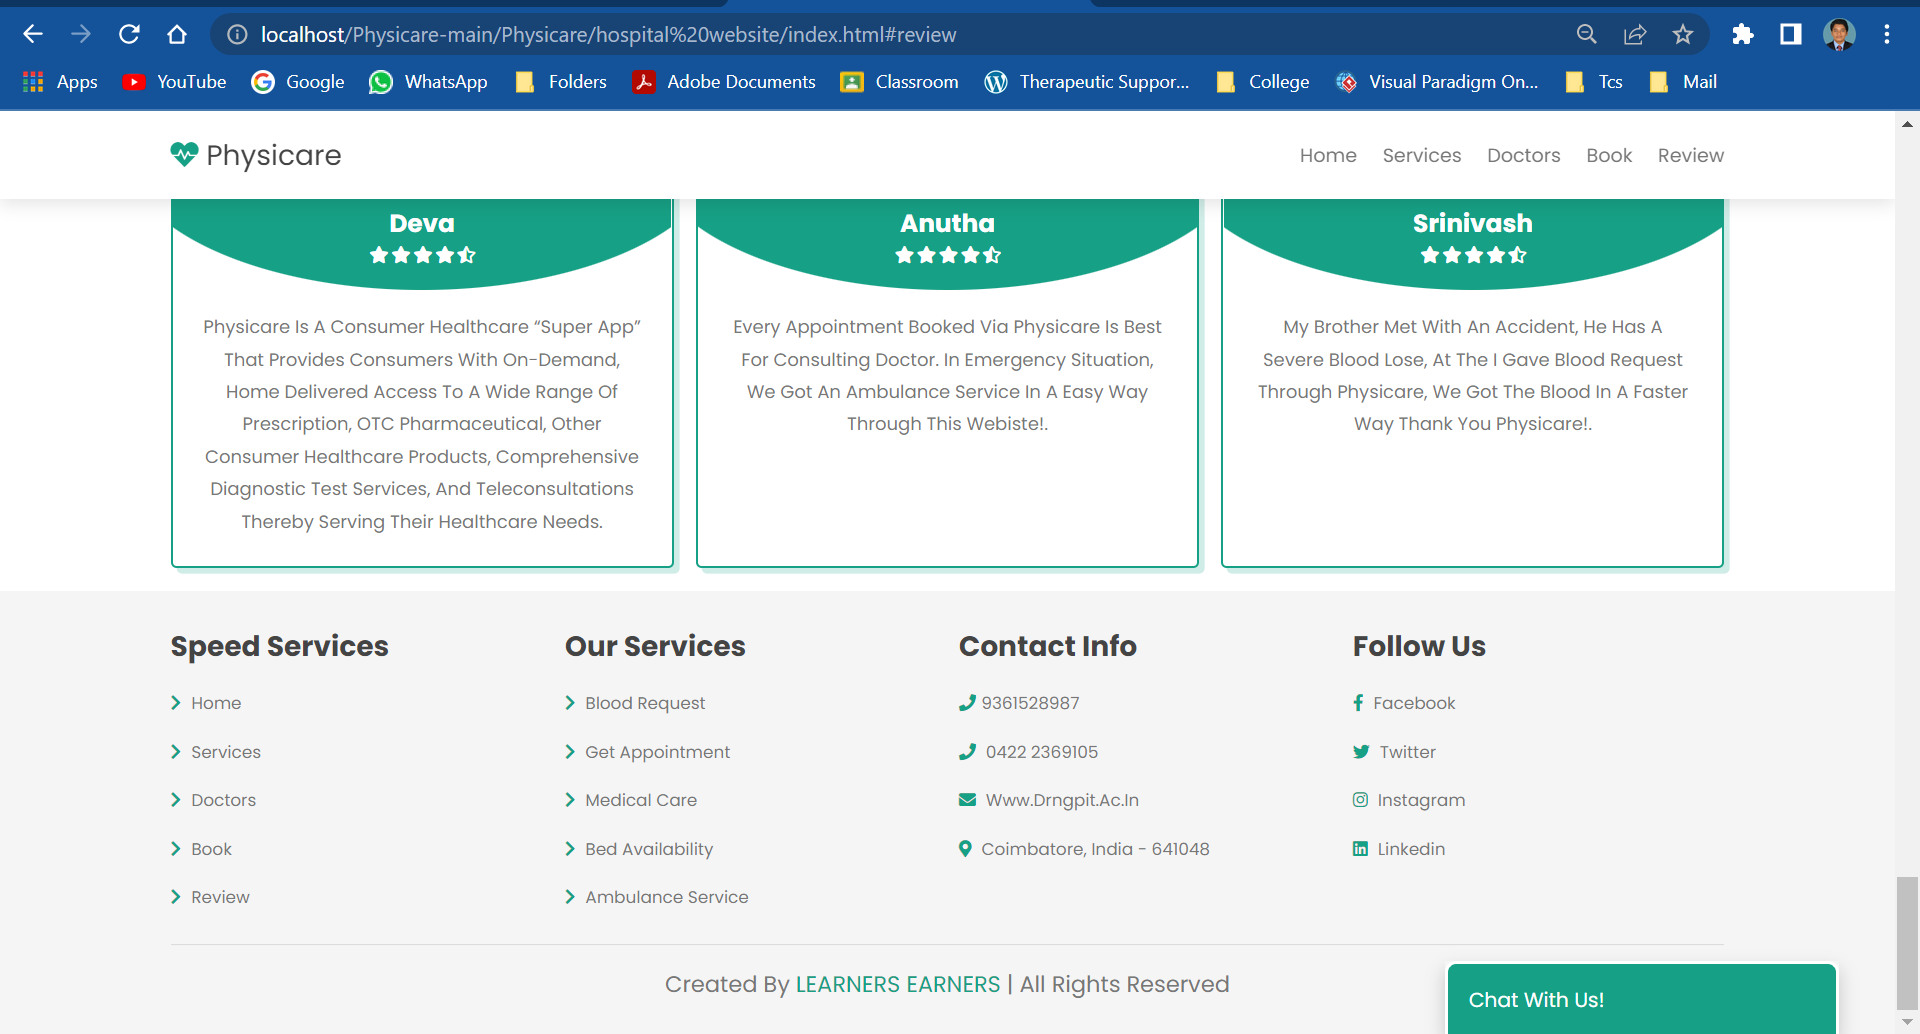 localhost/Physicare-main/Physicare/hospital%20website/index.html#review
Apps YouTube Google WhatsApp Folders Adobe Documents Classroom Therapeutic Suppor... College Visual Paradigm On... Tcs Mail
Physicare Home Services Doctors Book Review
Deva
Physicare Is A Consumer Healthcare “Super App”
That Provides Consumers With On-Demand,
Home Delivered Access To A Wide Range Of
Prescription, OTC Pharmaceutical, Other
Consumer Healthcare Products, Comprehensive
Diagnostic Test Services, And Teleconsultations
Thereby Serving Their Healthcare Needs.
Anutha
Every Appointment Booked Via Physicare Is Best
For Consulting Doctor. In Emergency Situation,
We Got An Ambulance Service In A Easy Way
Through This Webiste!.
Srinivash
My Brother Met With An Accident, He Has A
Severe Blood Lose, At The I Gave Blood Request
Through Physicare, We Got The Blood In A Faster
Way Thank You Physicare!.
Speed Services
Home
Services
Doctors
Book
Review
Our Services
Blood Request
Get Appointment
Medical Care
Bed Availability
Ambulance Service
Contact Info
9361528987
0422 2369105
Www.Drngpit.Ac.In
Coimbatore, India - 641048
Follow Us
Facebook
Twitter
Instagram
Linkedin
Created By LEARNERS EARNERS | All Rights Reserved
Chat With Us!